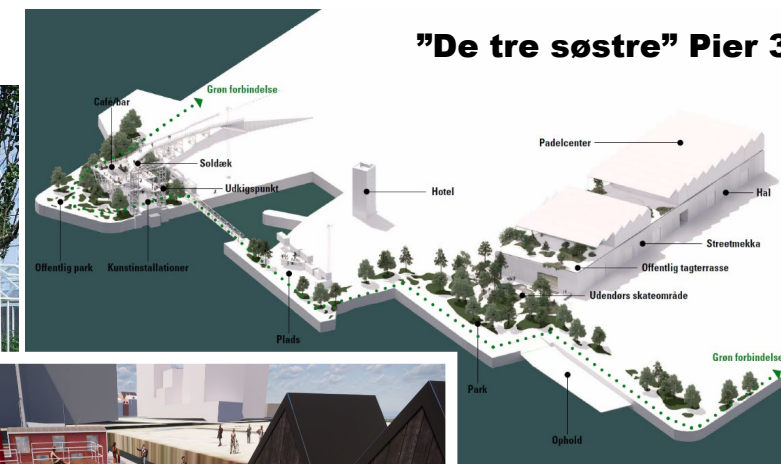 ”De tre søstre” Pier 3
Grøn forbindelse
Café/bar
Soldæk
Udkigspunkt
Offentlig park
Kunstinstallationer
Hotel
Plads
Padelcenter
Hal
Streetmekka
Offentlig tagterrasse
Udendørs skateområde
Park
Ophold
Grøn forbindelse